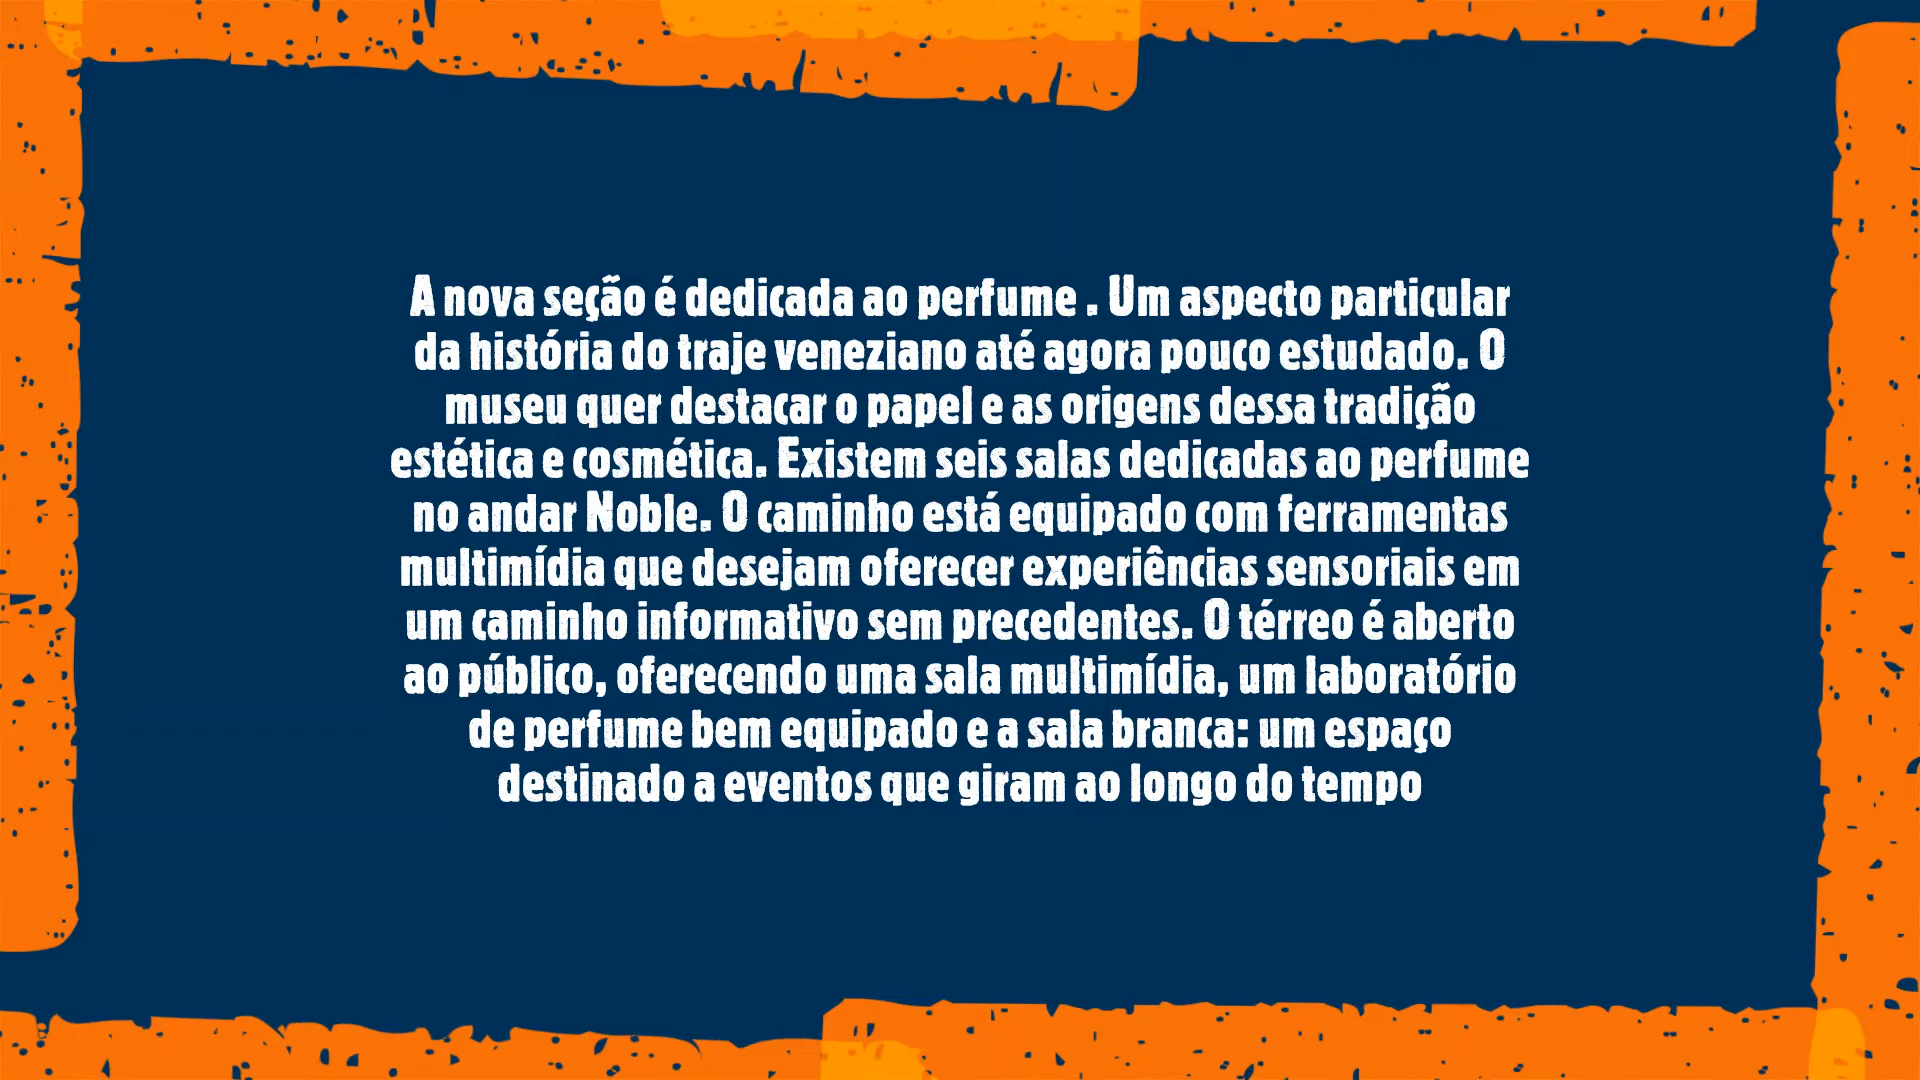 A nova seção é dedicada ao perfume . Um aspecto particular
da história do traje veneziano até agora pouco estudado. O
museu quer destacar o papel e as origens dessa tradição
estética e cosmética. Existem seis salas dedicadas ao perfume
no andar Noble. O caminho está equipado com ferramentas
multimídia que desejam oferecer experiências sensoriais em
um caminho informativo sem precedentes. O térreo é aberto
ao público, oferecendo uma sala multimídia, um laboratório
de perfume bem equipado e a sala branca: um espaço
destinado a eventos que giram ao longo do tempo